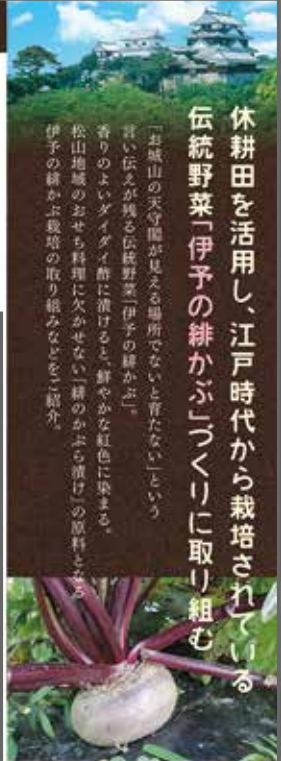 休耕田を活用し、江戸時代から栽培されている
伝統野菜「伊予の緋かぶ」づくりに取り組む
「お城山の天守閣が見える場所でないと育たない」という
言い伝えが残る伝統野菜「伊予の緋かぶ」。
香りのよいダイダイ酢に漬けると、鮮やかな紅色に染まる。
松山地域のおせち料理に欠かせない「緋のかぶら漬け」の原料となる
伊予の緋かぶ栽培の取り組みなどをご紹介。